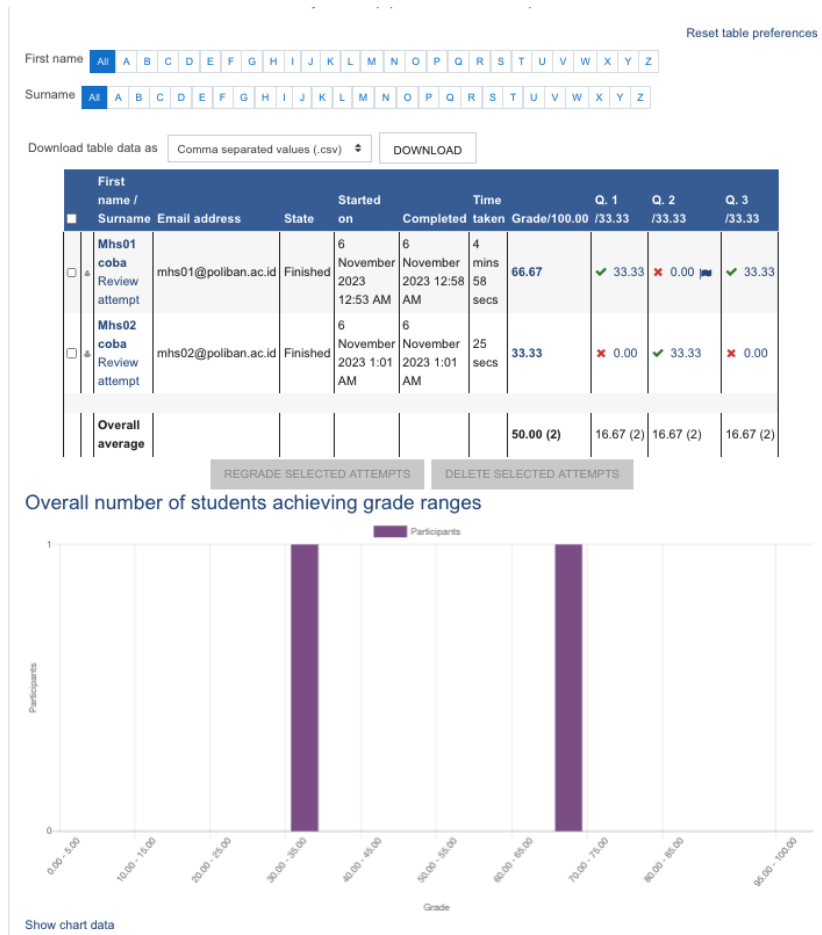 Reset table preferences
First name All A B C D E F G H I J K L M N O P Q R S T U V W X Y Z
Surname All A B C D E F G H I J K L M N O P Q R S T U V W X Y Z
Download table data as Comma separated values (.csv) DOWNLOAD
First
name / Started Time Q. 1 Q. 2 Q. 3
Surname Email address State on Completed taken Grade/100.00 /33.33 /33.33 /33.33
Mhs01 6 6 4
coba November November mins
Review mhs01@poliban.ac.id Finished 2023 2023 12:58 58 66.67 33.33 0.00 33.33
attempt 12:53 AM AM secs
Mhs02 6 6
coba November November 25
Review mhs02@poliban.ac.id Finished 2023 1:01 2023 1:01 secs 33.33 0.00 33.33 0.00
attempt AM AM
Overall
average 50.00 (2) 16.67 (2) 16.67 (2) 16.67 (2)
REGRADE SELECTED ATTEMPTS DELETE SELECTED ATTEMPTS
Overall number of students achieving grade ranges
Participants
1
Participants
0
0.00 - 5.00 10.00 - 15.00 20.00 - 25.00 30.00 - 35.00 40.00 - 45.00 50.00 - 55.00 60.00 - 65.00 70.00 - 75.00 80.00 - 85.00 95.00 - 100.00
Grade
Show chart data